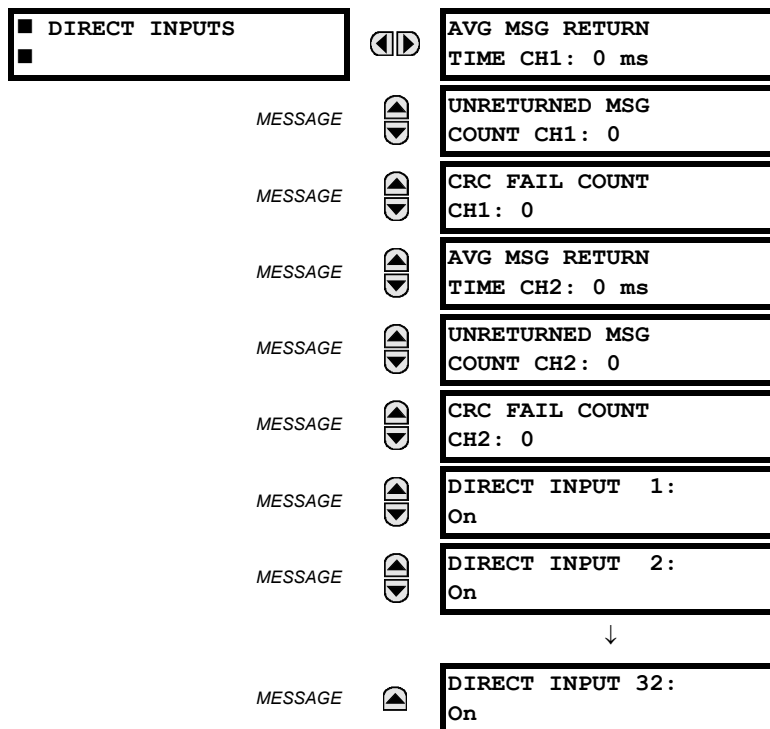 ■ DIRECT INPUTS
■
AVG MSG RETURN
TIME CH1: 0 ms
MESSAGE
UNRETURNED MSG
COUNT CH1: 0
MESSAGE
CRC FAIL COUNT
CH1: 0
MESSAGE
AVG MSG RETURN
TIME CH2: 0 ms
MESSAGE
UNRETURNED MSG
COUNT CH2: 0
MESSAGE
CRC FAIL COUNT
CH2: 0
MESSAGE
DIRECT INPUT  1:
On
MESSAGE
DIRECT INPUT  2:
On
↓
MESSAGE
DIRECT INPUT 32:
On